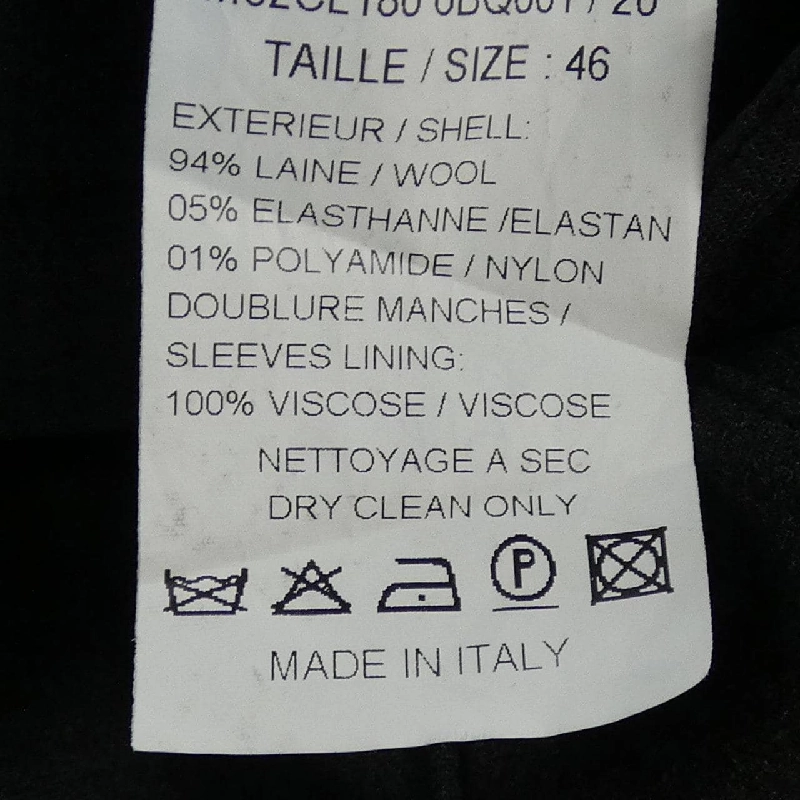 TAILLE / SIZE : 46
EXTERIEUR / SHELL:
94% LAINE / WOOL
05% ELASTHANNE /ELASTAN
01% POLYAMIDE / NYLON
DOUBLURE MANCHES /
SLEEVES LINING:
100% VISCOSE / VISCOSE
NETTOYAGE A SEC
DRY CLEAN ONLY
P
MADE IN ITALY